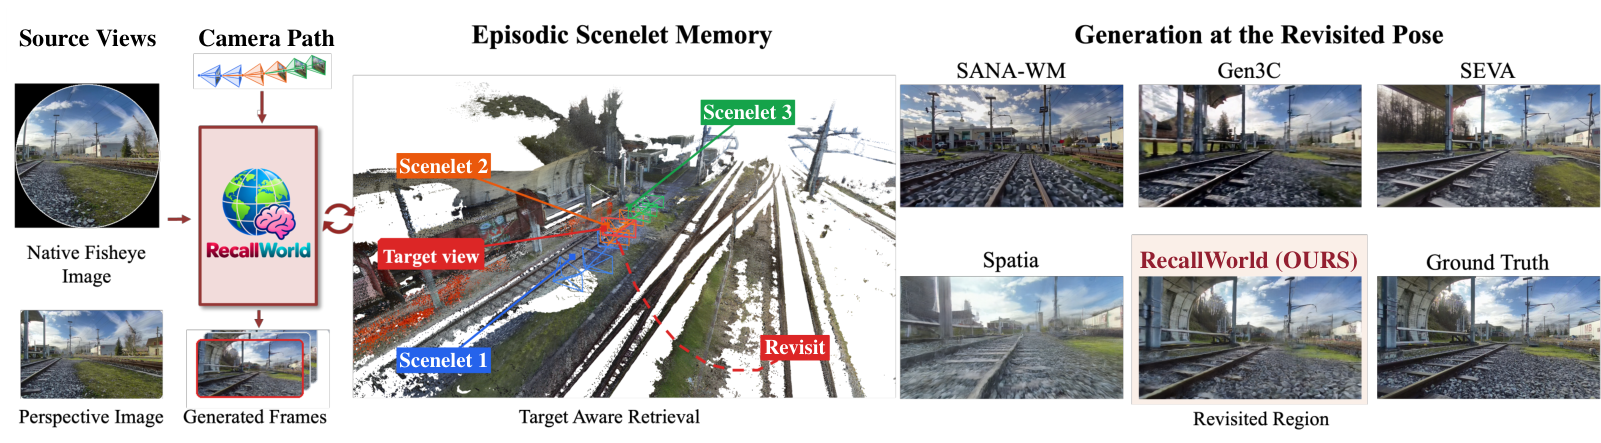 Source Views
Camera Path
Episodic Scenelet Memory
Generation at the Revisited Pose
SANA-WM
Gen3C
SEVA
Scenelet 3
Scenelet 2
Target view
Scenelet 1
Revisit
RecallWorld
Native Fisheye
Image
Spatia
RecallWorld (OURS)
Ground Truth
Perspective Image
Generated Frames
Target Aware Retrieval
Revisited Region